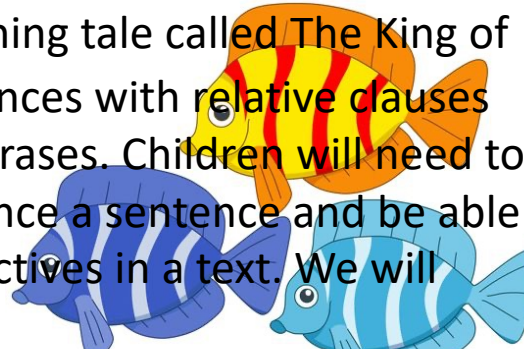 ning tale called The King of
nces with relative clauses
rases. Children will need to
nce a sentence and be able
ctives in a text. We will